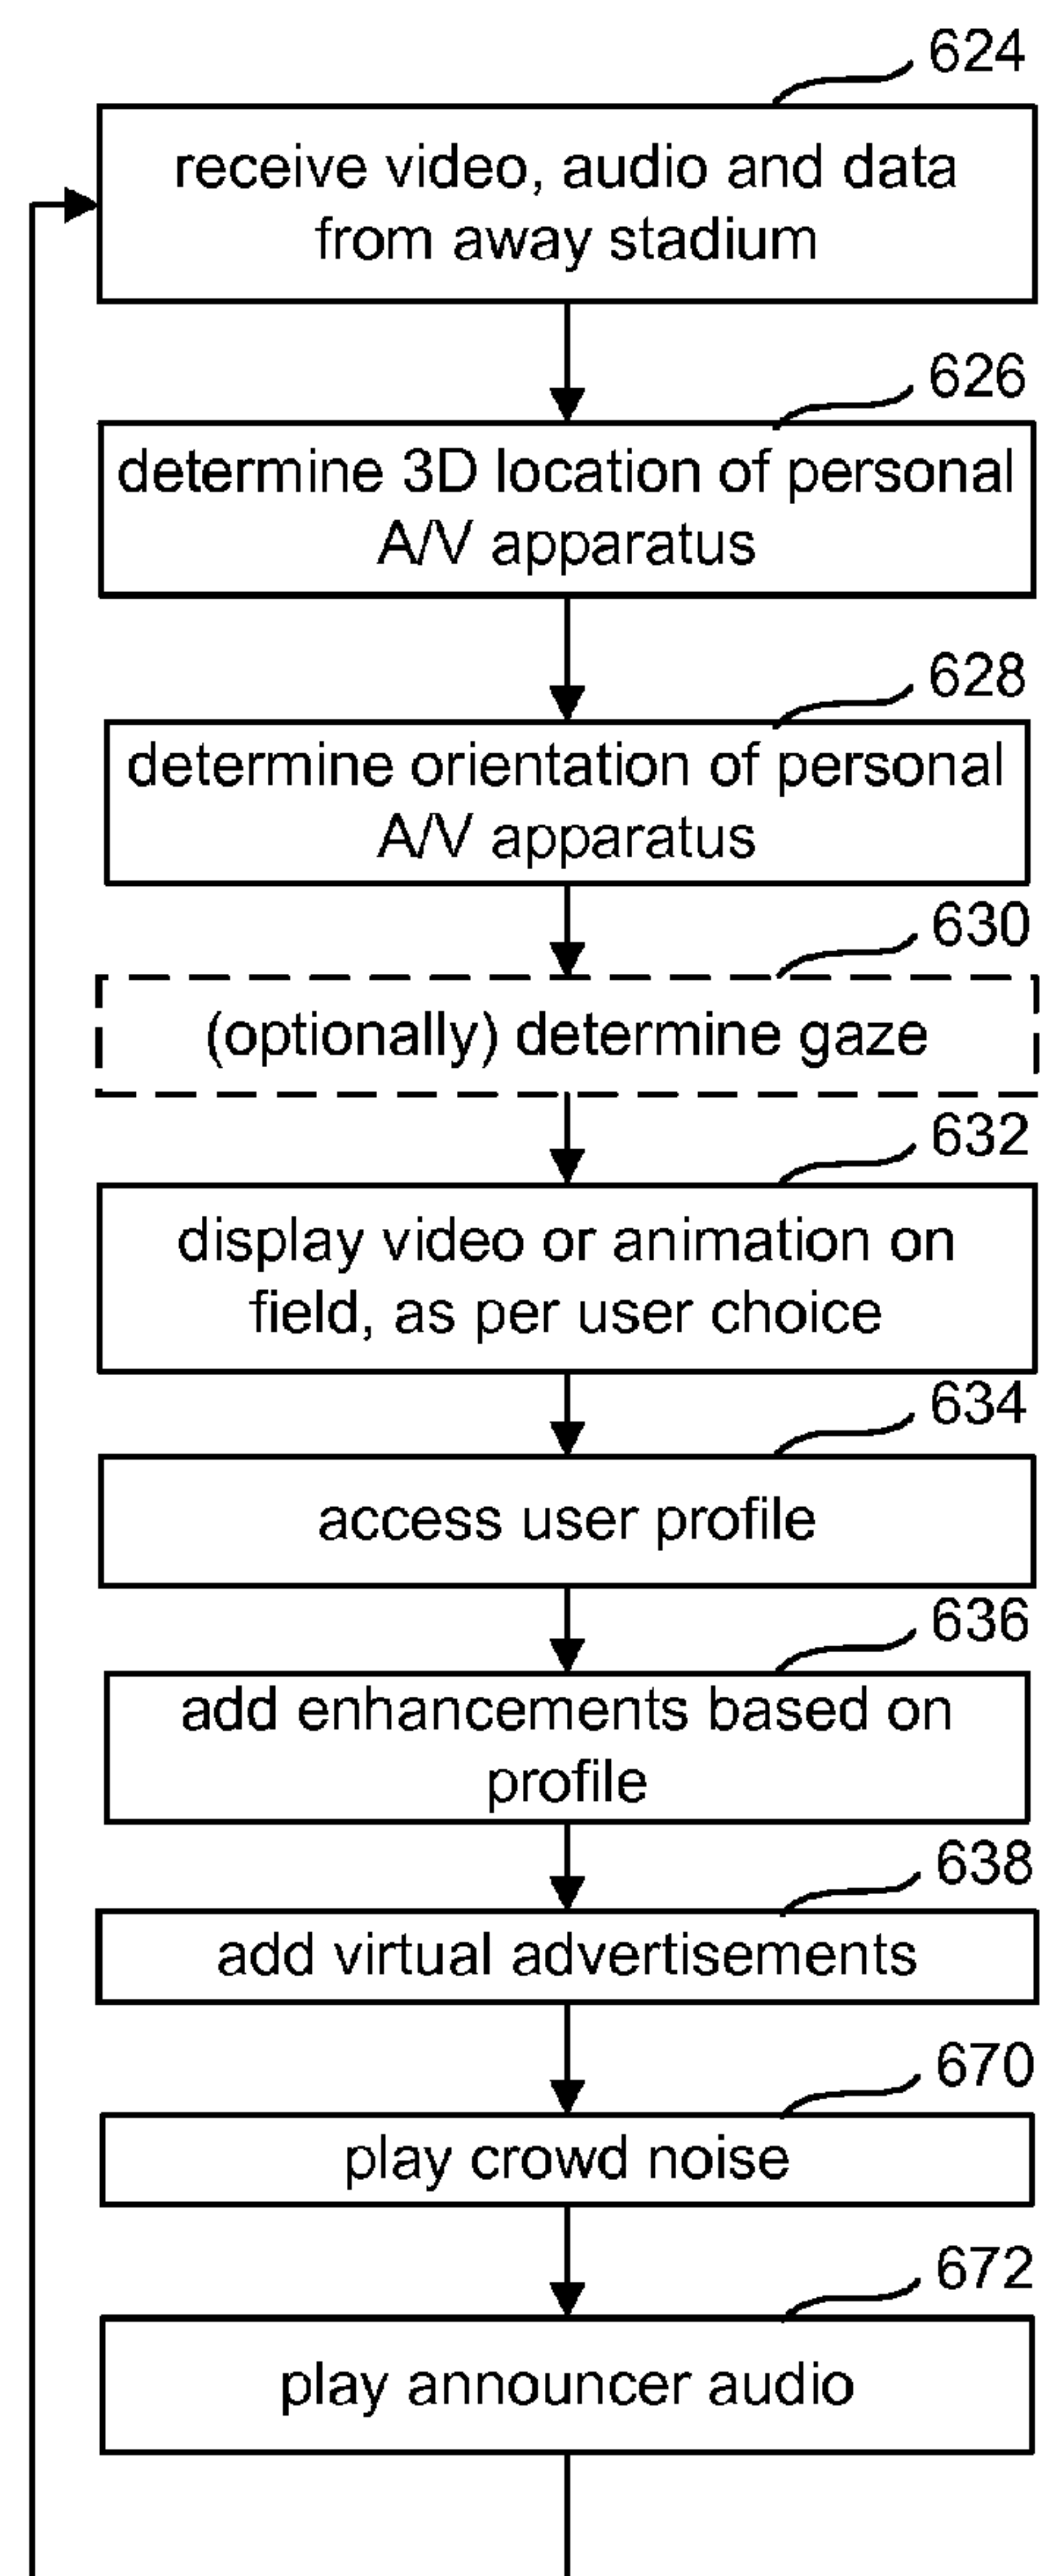 624
receive video, audio and data
from away stadium
626
determine 3D location of personal
A/V apparatus
628
determine orientation of personal
A/V apparatus
630
(optionally) determine gaze
632
display video or animation on
field, as per user choice
634
access user profile
636
add enhancements based on
profile
638
add virtual advertisements
670
play crowd noise
672
play announcer audio